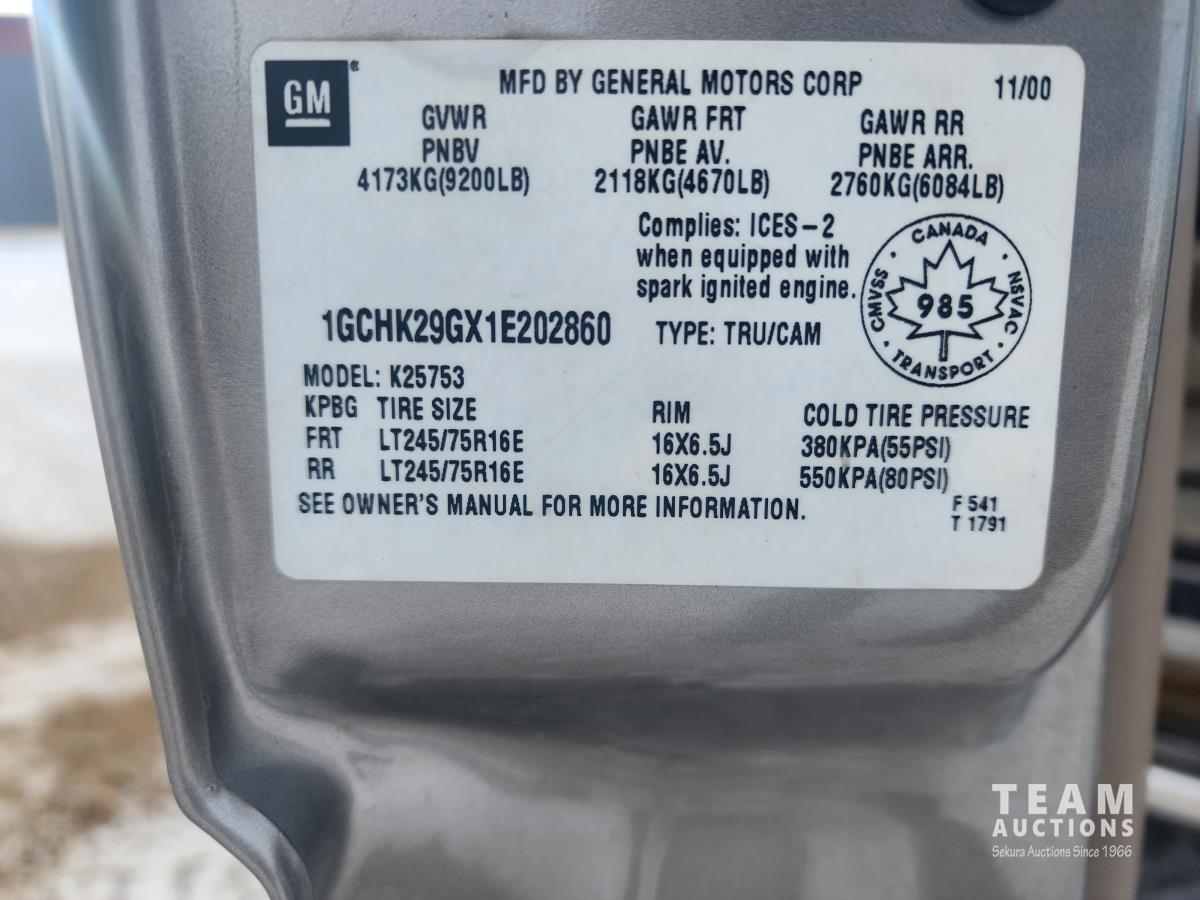 GM
MFD BY GENERAL MOTORS CORP 11/00
GVWR GAWR FRT GAWR RR
PNBV PNBE AV. PNBE ARR.
4173KG(9200LB) 2118KG(4670LB) 2760KG(6084LB)
Complies: ICES-2
when equipped with
spark ignited engine.
CANADA
CMVSS 985 NSVAC
TRANSPORT
1GCHK29GX1E202860 TYPE: TRU/CAM
MODEL: K25753
KPBG TIRE SIZE RIM COLD TIRE PRESSURE
FRT LT245/75R16E 16X6.5J 380KPA(55PSI)
RR LT245/75R16E 16X6.5J 550KPA(80PSI)
SEE OWNER'S MANUAL FOR MORE INFORMATION.
F 541
T 1791
TEAM
AUCTIONS
Sekura Auctions Since 1966